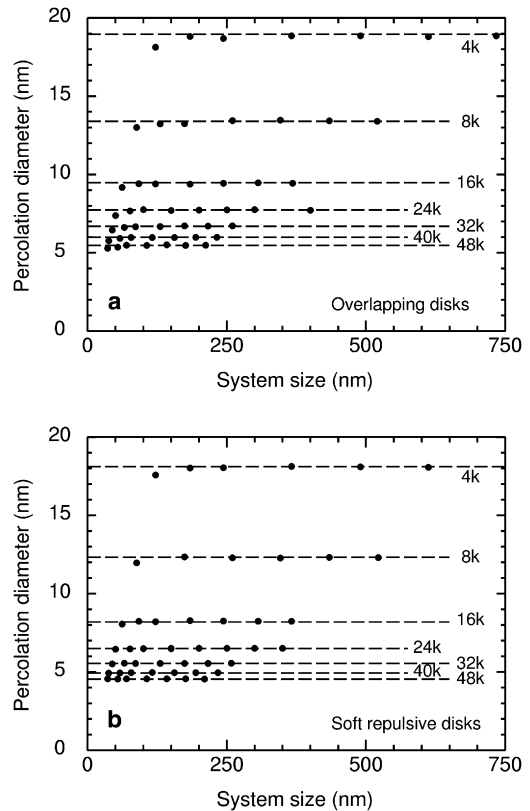 20
4k
15
8k
Percolation diameter (nm)
10
16k
24k
32k
40k
5
48k
a
Overlapping disks
0
0 250 500 750
System size (nm)
20
4k
15
8k
Percolation diameter (nm)
10
16k
24k
32k
5
40k
48k
b
Soft repulsive disks
0
0 250 500 750
System size (nm)